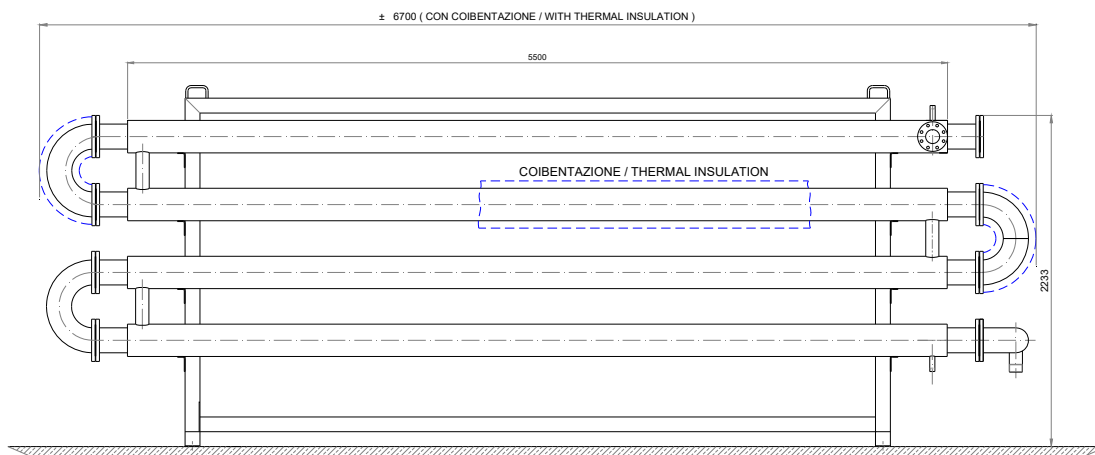 ± 6700 ( CON COIBENTAZIONE / WITH THERMAL INSULATION )
5500
COIBENTAZIONE / THERMAL INSULATION
2233